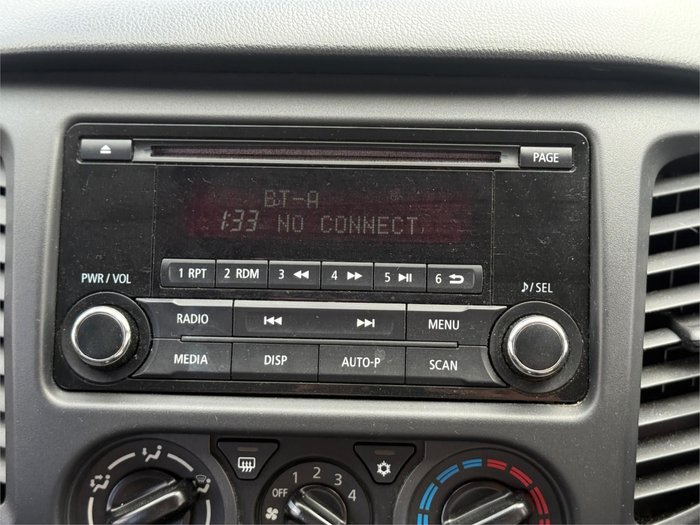 PAGE
BT-A
1:33 NO CONNECT
PWR / VOL
1 RPT 2 RDM 3 ◀◀ 4 ▶▶ 5 ▶II 6
♪/SEL
RADIO MENU
MEDIA DISP AUTO-P SCAN
OFF 1 2 3 4